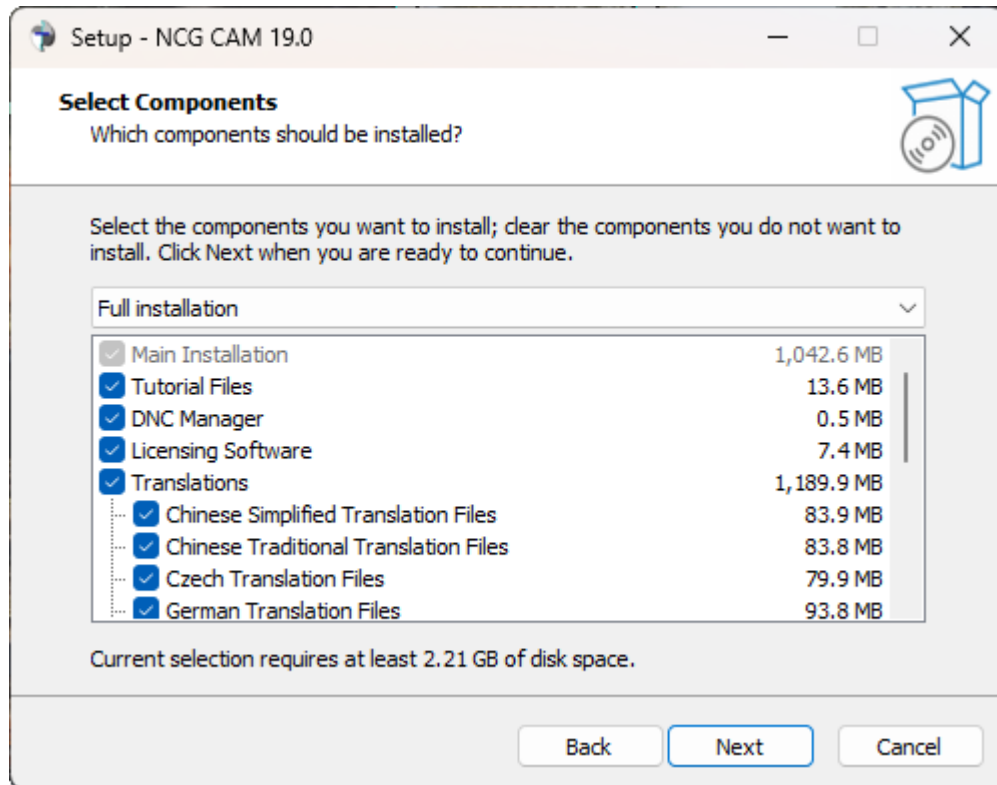 Setup - NCG CAM 19.0
Select Components
Which components should be installed?
Select the components you want to install; clear the components you do not want to
install. Click Next when you are ready to continue.
Full installation
Main Installation 1,042.6 MB
Tutorial Files 13.6 MB
DNC Manager 0.5 MB
Licensing Software 7.4 MB
Translations 1,189.9 MB
Chinese Simplified Translation Files 83.9 MB
Chinese Traditional Translation Files 83.8 MB
Czech Translation Files 79.9 MB
German Translation Files 93.8 MB
Current selection requires at least 2.21 GB of disk space.
Back Next Cancel